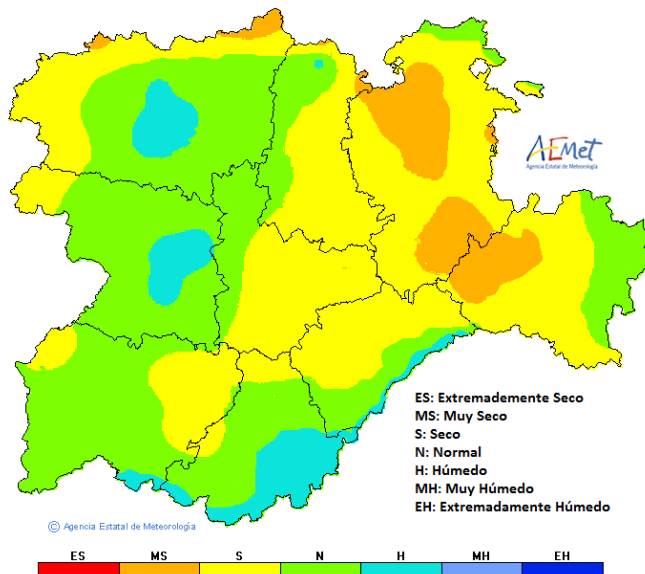 AEMet
Agencia Estatal de Meteorología
ES: Extremademente Seco
MS: Muy Seco
S: Seco
N: Normal
H: Húmedo
MH: Muy Húmedo
EH: Extremadamente Húmedo
© Agencia Estatal de Meteorología
ES MS S N H MH EH